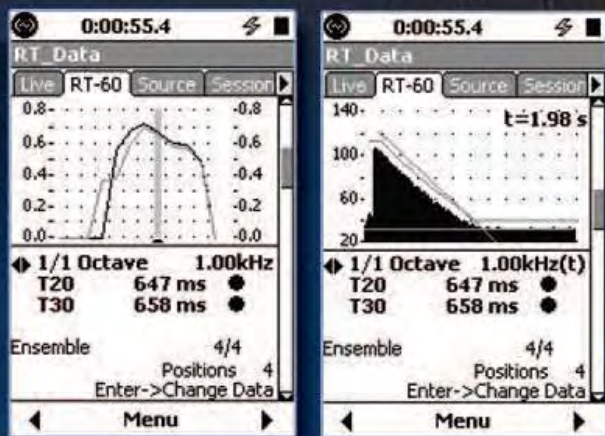 0:00:55.4
RT_Data
Live RT-60 Source Session
0.8- -0.8
0.6- -0.6
0.4- -0.4
0.2- -0.2
0.0- -0.0
1/1 Octave 1.00kHz
T20 647 ms
T30 658 ms
Ensemble 4/4
Positions 4
Enter->Change Data
Menu
0:00:55.4
RT_Data
Live RT-60 Source Session
140-
t=1.98 s
100-
60-
20
1/1 Octave 1.00kHz(t)
T20 647 ms
T30 658 ms
Ensemble 4/4
Positions 4
Enter->Change Data
Menu